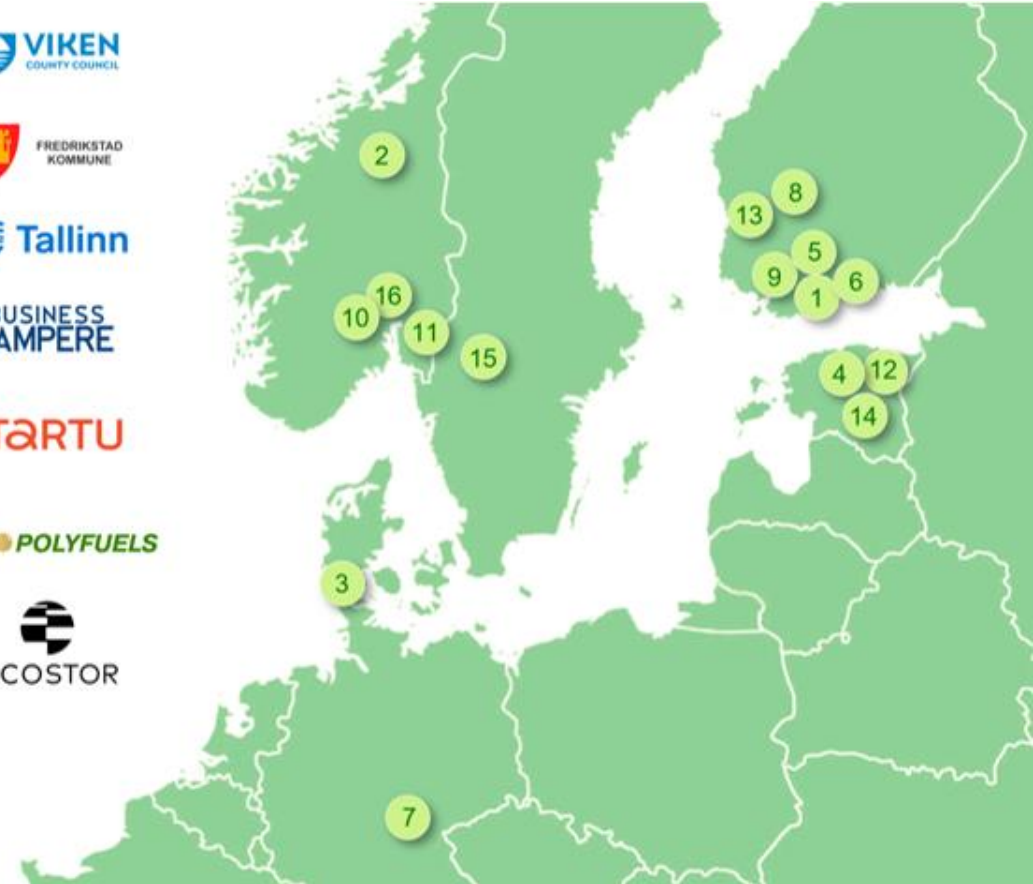 VIKEN
COUNTY COUNCIL
FREDRIKSTAD
KOMMUNE
Tallinn
USINESS
AMPERE
TARTU
POLYFUELS
COSTOR
2
8
13
5
9
6
1
16
10
11
15
4
12
14
3
7